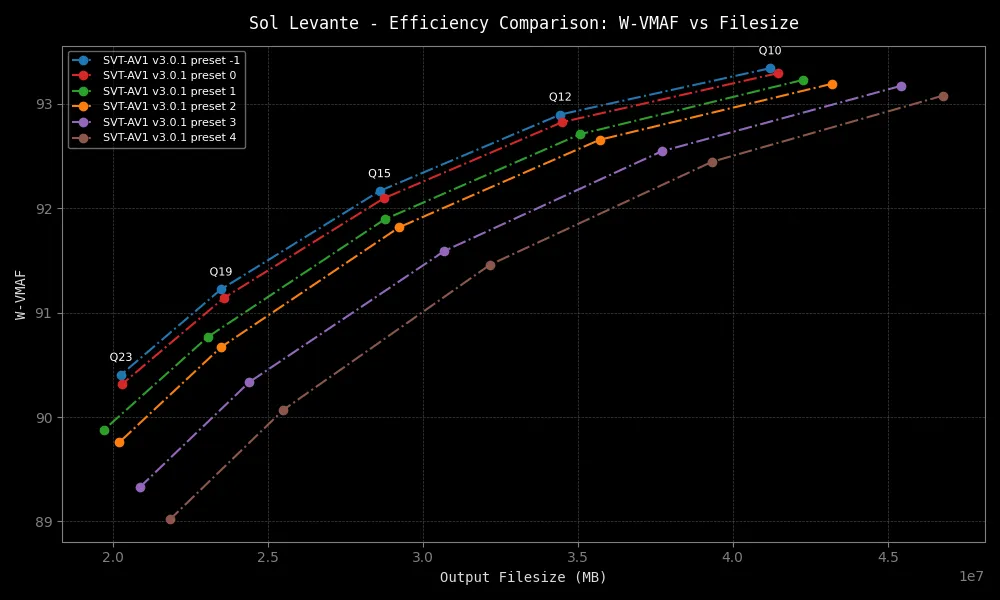 Sol Levante - Efficiency Comparison: W-VMAF vs Filesize
SVT-AV1 v3.0.1 preset -1
SVT-AV1 v3.0.1 preset 0
SVT-AV1 v3.0.1 preset 1
SVT-AV1 v3.0.1 preset 2
SVT-AV1 v3.0.1 preset 3
SVT-AV1 v3.0.1 preset 4
Q10
Q12
Q15
Q19
Q23
W-VMAF
93
92
91
90
89
2.0 2.5 3.0 3.5 4.0 4.5
1e7
Output Filesize (MB)